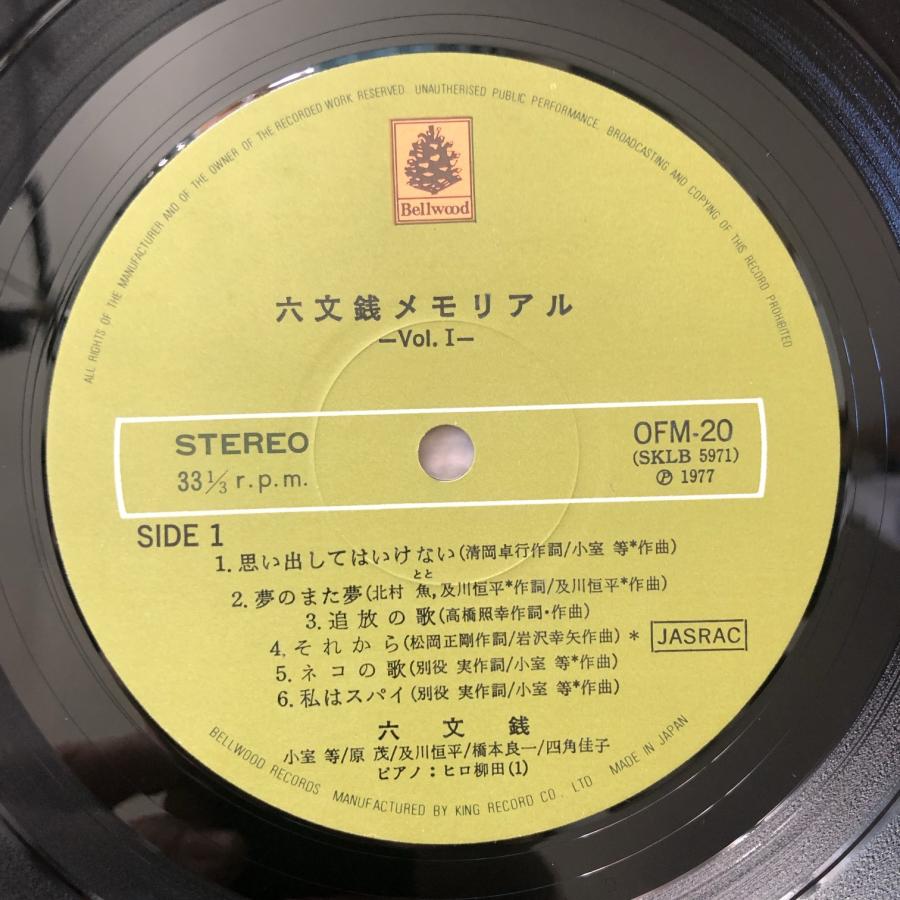 ALL RIGHTS OF THE MANUFACTURER AND OF THE OWNER OF THE RECORDED WORK RESERVED. UNAUTHERISED PUBLIC PERFORMANCE, BROADCASTING AND COPYING OF THIS RECORD PROHIBITED
Bellwood
六文銭メモリアル
—Vol. I—
STEREO
33⅓ r.p.m.
OFM-20
(SKLB 5971)
Ⓟ 1977
SIDE 1
1. 思い出してはいけない(清岡卓行作詞/小室 等*作曲)
とと
2. 夢のまた夢(北村 魚,及川恒平*作詞/及川恒平*作曲)
3. 追放の歌(高橋照幸作詞・作曲)
4. それから(松岡正剛作詞/岩沢幸矢作曲) * JASRAC
5. ネコの歌(別役 実作詞/小室 等*作曲)
6. 私はスパイ(別役 実作詞/小室 等*作曲)
六文銭
小室 等/原 茂/及川恒平/橋本良一/四角佳子
ピアノ:ヒロ柳田(1)
BELLWOOD RECORDS MANUFACTURED BY KING RECORD CO., LTD MADE IN JAPAN